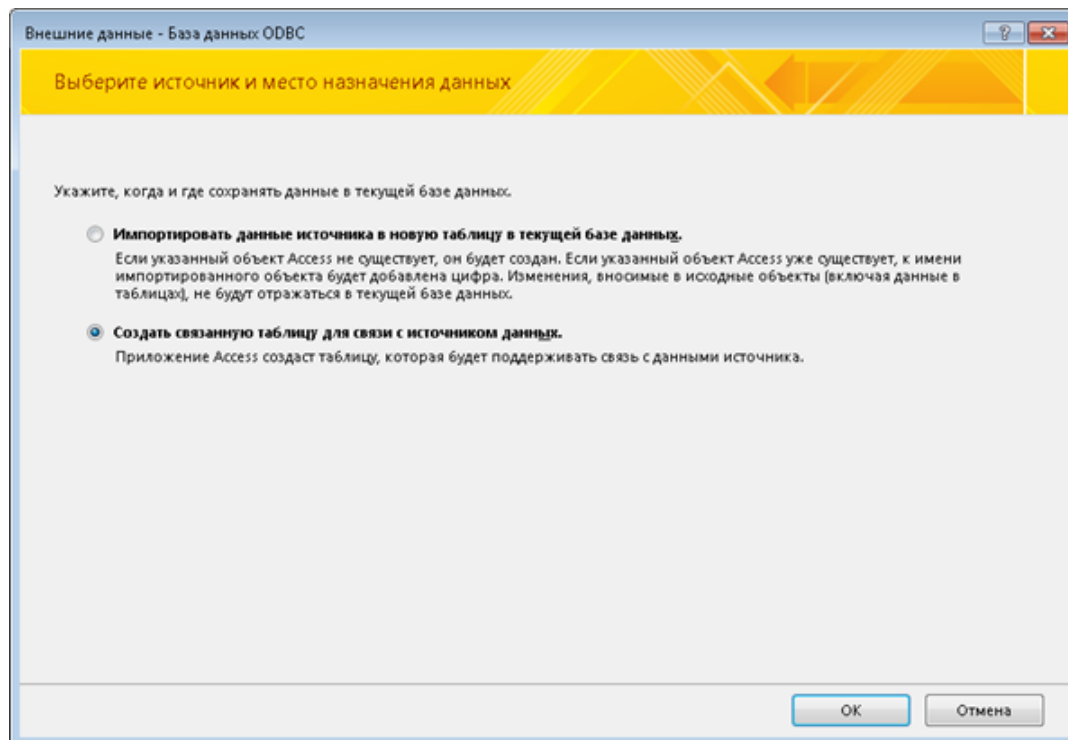 Внешние данные - База данных ODBC
Выберите источник и место назначения данных
Укажите, когда и где сохранять данные в текущей базе данных.
Импортировать данные источника в новую таблицу в текущей базе данных.
Если указанный объект Access не существует, он будет создан. Если указанный объект Access уже существует, к имени
импортированного объекта будет добавлена цифра. Изменения, вносимые в исходные объекты (включая данные в
таблицах), не будут отражаться в текущей базе данных.
Создать связанную таблицу для связи с источником данных.
Приложение Access создаст таблицу, которая будет поддерживать связь с данными источника.
ОК
Отмена